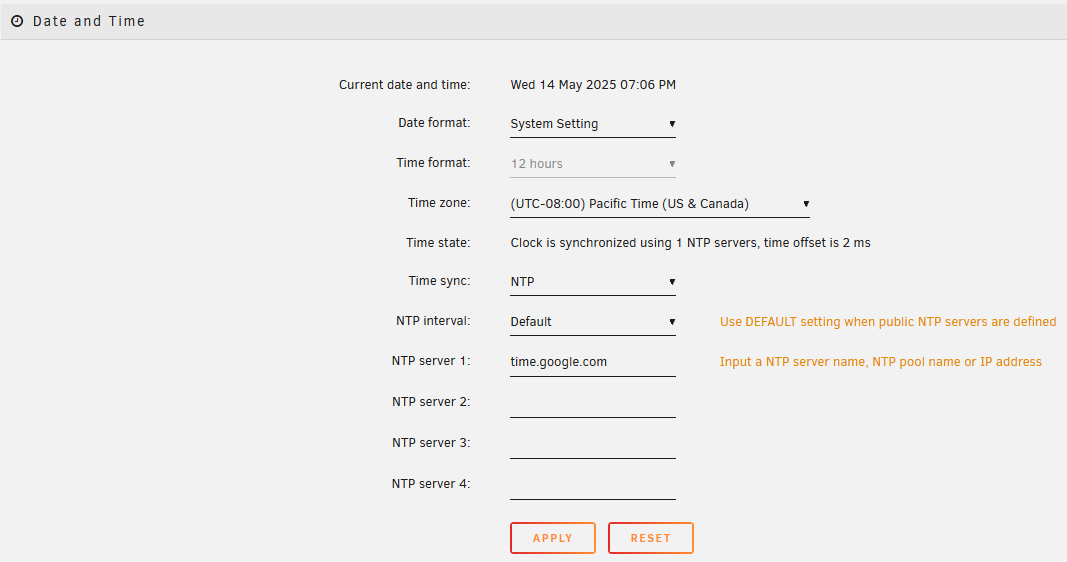 Date and Time
Current date and time: Wed 14 May 2025 07:06 PM
Date format: System Setting
Time format: 12 hours
Time zone: (UTC-08:00) Pacific Time (US & Canada)
Time state: Clock is synchronized using 1 NTP servers, time offset is 2 ms
Time sync: NTP
NTP interval: Default Use DEFAULT setting when public NTP servers are defined
NTP server 1: time.google.com Input a NTP server name, NTP pool name or IP address
NTP server 2:
NTP server 3:
NTP server 4:
APPLY RESET